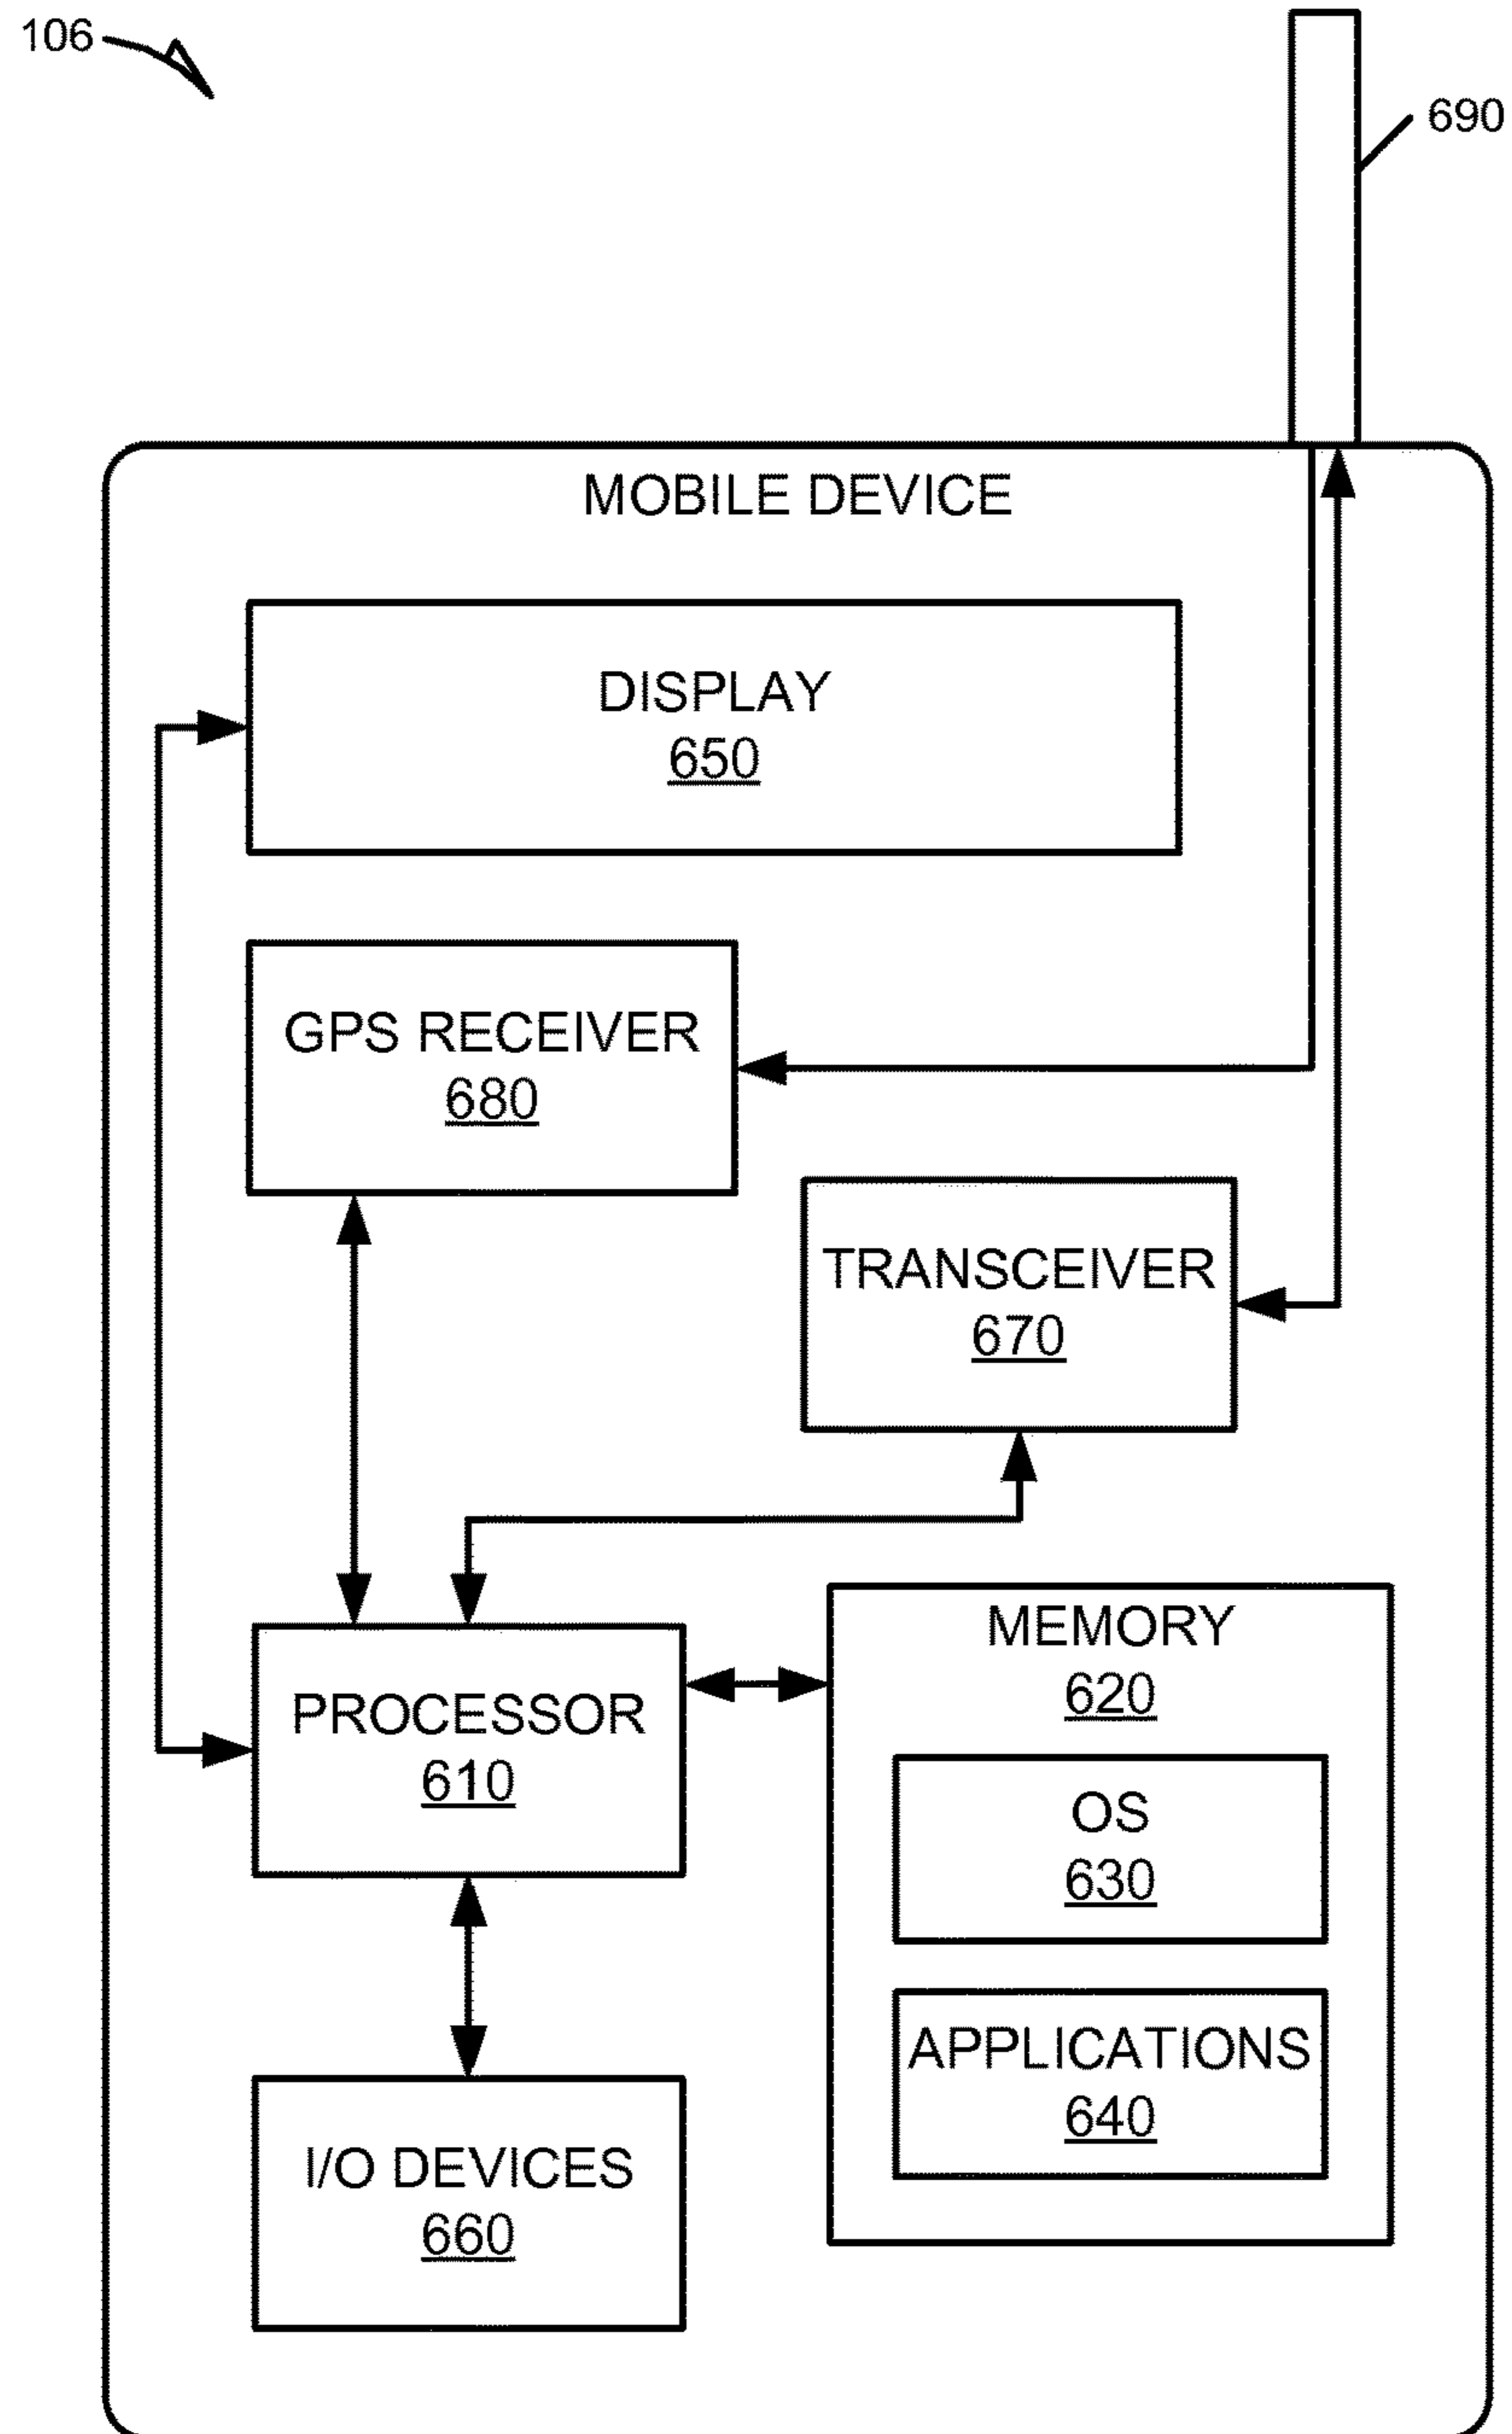 106
690
MOBILE DEVICE
DISPLAY
650
GPS RECEIVER
680
TRANSCEIVER
670
PROCESSOR
610
MEMORY
620
OS
630
APPLICATIONS
640
I/O DEVICES
660